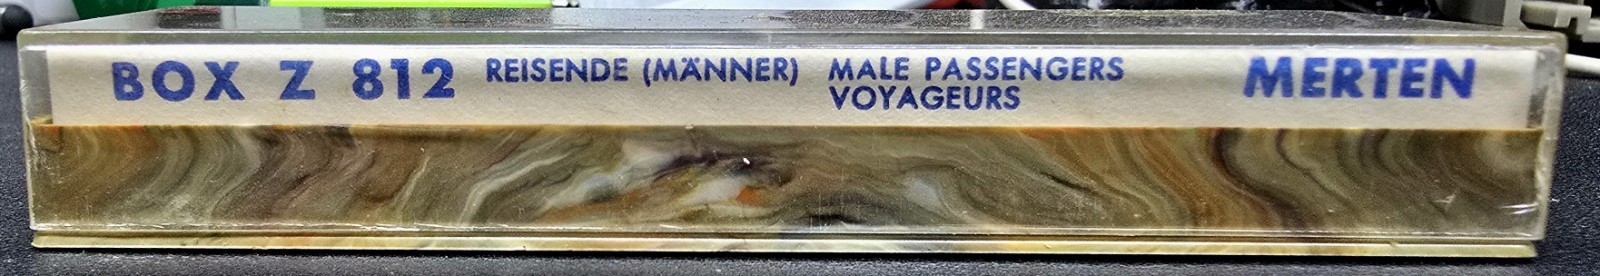 BOX Z 812 REISENDE (MÄNNER) MALE PASSENGERS MERTEN
VOYAGEURS